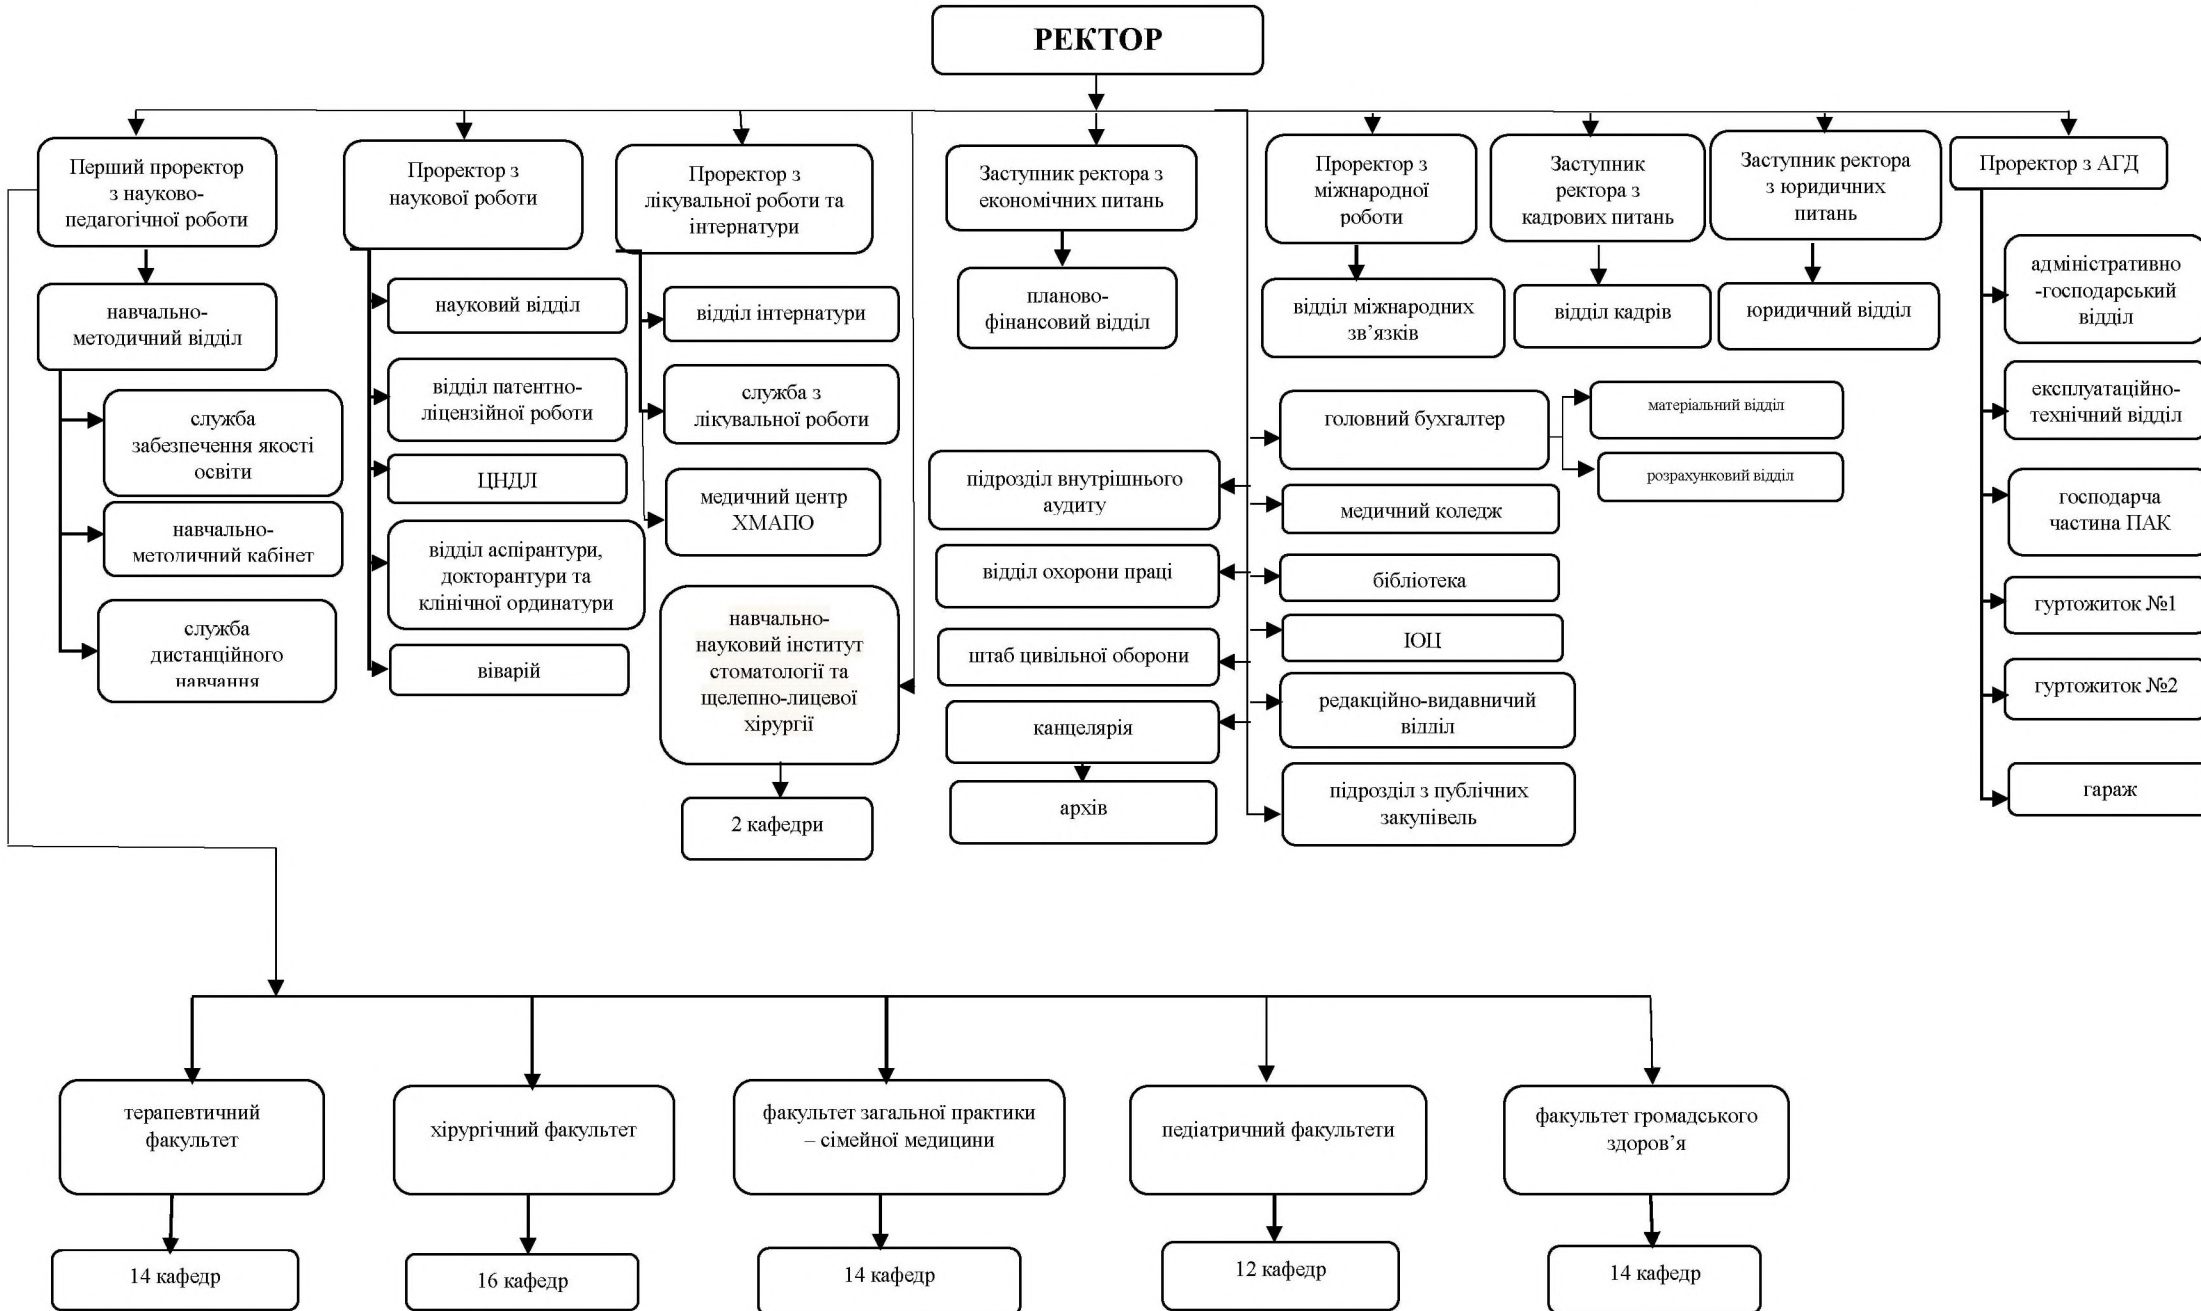 РЕКТОР
Перший проректор
з науково-
педагогічної роботи
Проректор з
наукової роботи
Проректор з
лікувальної роботи та
інтернатури
Заступник ректора з
економічних питань
Проректор з
міжнародної
роботи
Заступник
ректора з
кадрових питань
Заступник ректора
з юридичних
питань
Проректор з АГД
навчально-
методичний відділ
служба
забезпечення якості
освіти
навчально-
методичний кабінет
служба
дистанційного
навчання
науковий відділ
відділ патентно-
ліцензійної роботи
ЦНДЛ
відділ аспірантури,
докторантури та
клінічної ординатури
віварій
відділ інтернатури
служба з
лікувальної роботи
медичний центр
ХМАПО
навчально-
науковий інститут
стоматології та
щелепно-лицевої
хірургії
2 кафедри
планово-
фінансовий відділ
підрозділ внутрішнього
аудиту
відділ охорони праці
штаб цивільної оборони
канцелярія
архів
відділ міжнародних
зв’язків
відділ кадрів
юридичний відділ
головний бухгалтер
матеріальний відділ
розрахунковий відділ
медичний коледж
бібліотека
ІОЦ
редакційно-видавничий
відділ
підрозділ з публічних
закупівель
адміністративно
-господарський
відділ
експлуатаційно-
технічний відділ
господарча
частина ПАК
гуртожиток №1
гуртожиток №2
гараж
терапевтичний
факультет
хірургічний факультет
факультет загальної практики
– сімейної медицини
педіатричний факультети
факультет громадського
здоров’я
14 кафедр
16 кафедр
14 кафедр
12 кафедр
14 кафедр